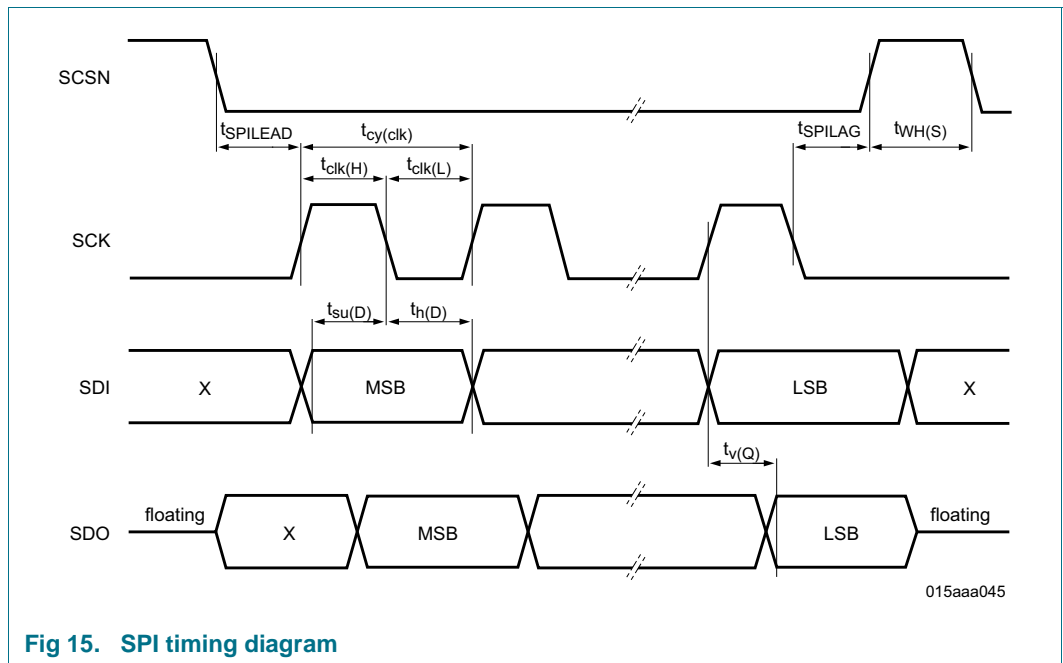 SCSN
tSPILEAD
tcy(clk)
tSPILAG
tWH(S)
tclk(H)
tclk(L)
SCK
tsu(D)
th(D)
SDI
X
MSB
LSB
X
tv(Q)
SDO
floating
X
MSB
LSB
floating
015aaa045
Fig 15. SPI timing diagram